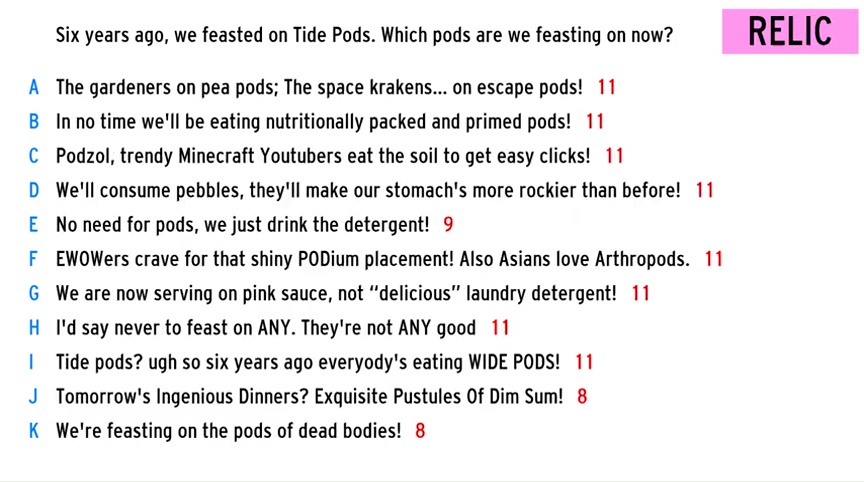 Six years ago, we feasted on Tide Pods. Which pods are we feasting on now?
RELIC
A The gardeners on pea pods; The space krakens... on escape pods! 11
B In no time we'll be eating nutritionally packed and primed pods! 11
C Podzol, trendy Minecraft Youtubers eat the soil to get easy clicks! 11
D We'll consume pebbles, they'll make our stomach's more rockier than before! 11
E No need for pods, we just drink the detergent! 9
F EWOWers crave for that shiny PODium placement! Also Asians love Arthropods. 11
G We are now serving on pink sauce, not “delicious” laundry detergent! 11
H I'd say never to feast on ANY. They're not ANY good 11
I Tide pods? ugh so six years ago everyody's eating WIDE PODS! 11
J Tomorrow's Ingenious Dinners? Exquisite Pustules Of Dim Sum! 8
K We're feasting on the pods of dead bodies! 8